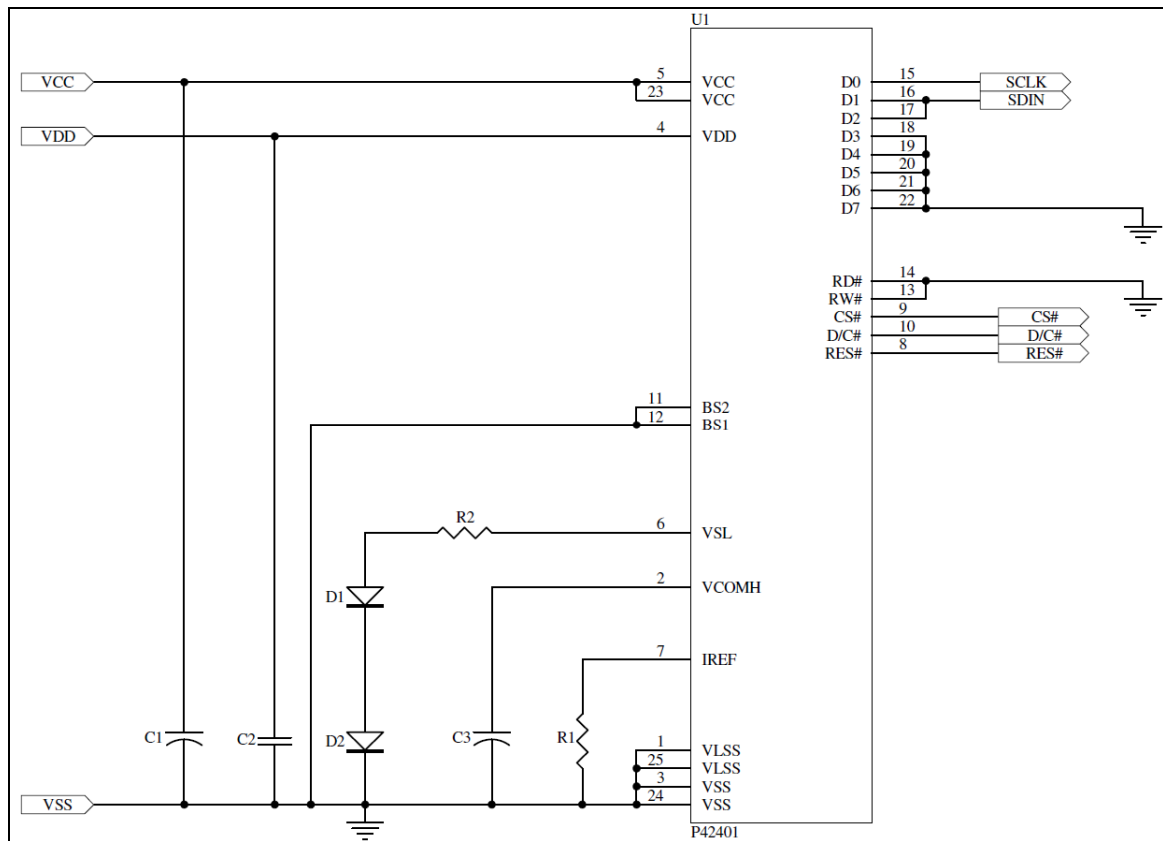 U1
VCC 5 VCC D0 15 SCLK
23 VCC D1 16 SDIN
D2 17
VDD 4 VDD D3 18
D4 19
D5 20
D6 21
D7 22
RD# 14
RW# 13
CS# 9 CS#
D/C# 10 D/C#
RES# 8 RES#
11 BS2
12 BS1
R2 6 VSL
D1 2 VCOMH
7 IREF
C1 C2 D2 C3 R1 1 VLSS
25 VLSS
3 VSS
VSS 24 VSS
P42401